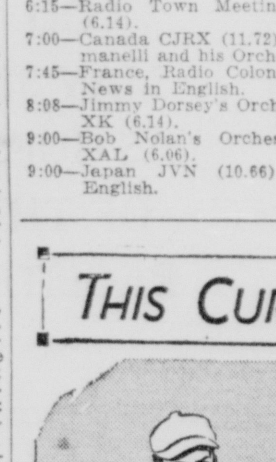 6:15—Radio Town Meetin
(6.14).
7:00—Canada CJRX (11.72)
manelli and his Orch
7:45—France, Radio Colon
News in English.
8:08—Jimmy Dorsey's Orch
XK (6.14).
9:00—Bob Nolan's Orches
XAL (6.06).
9:00—Japan JVN (10.66)
English.
THIS CU